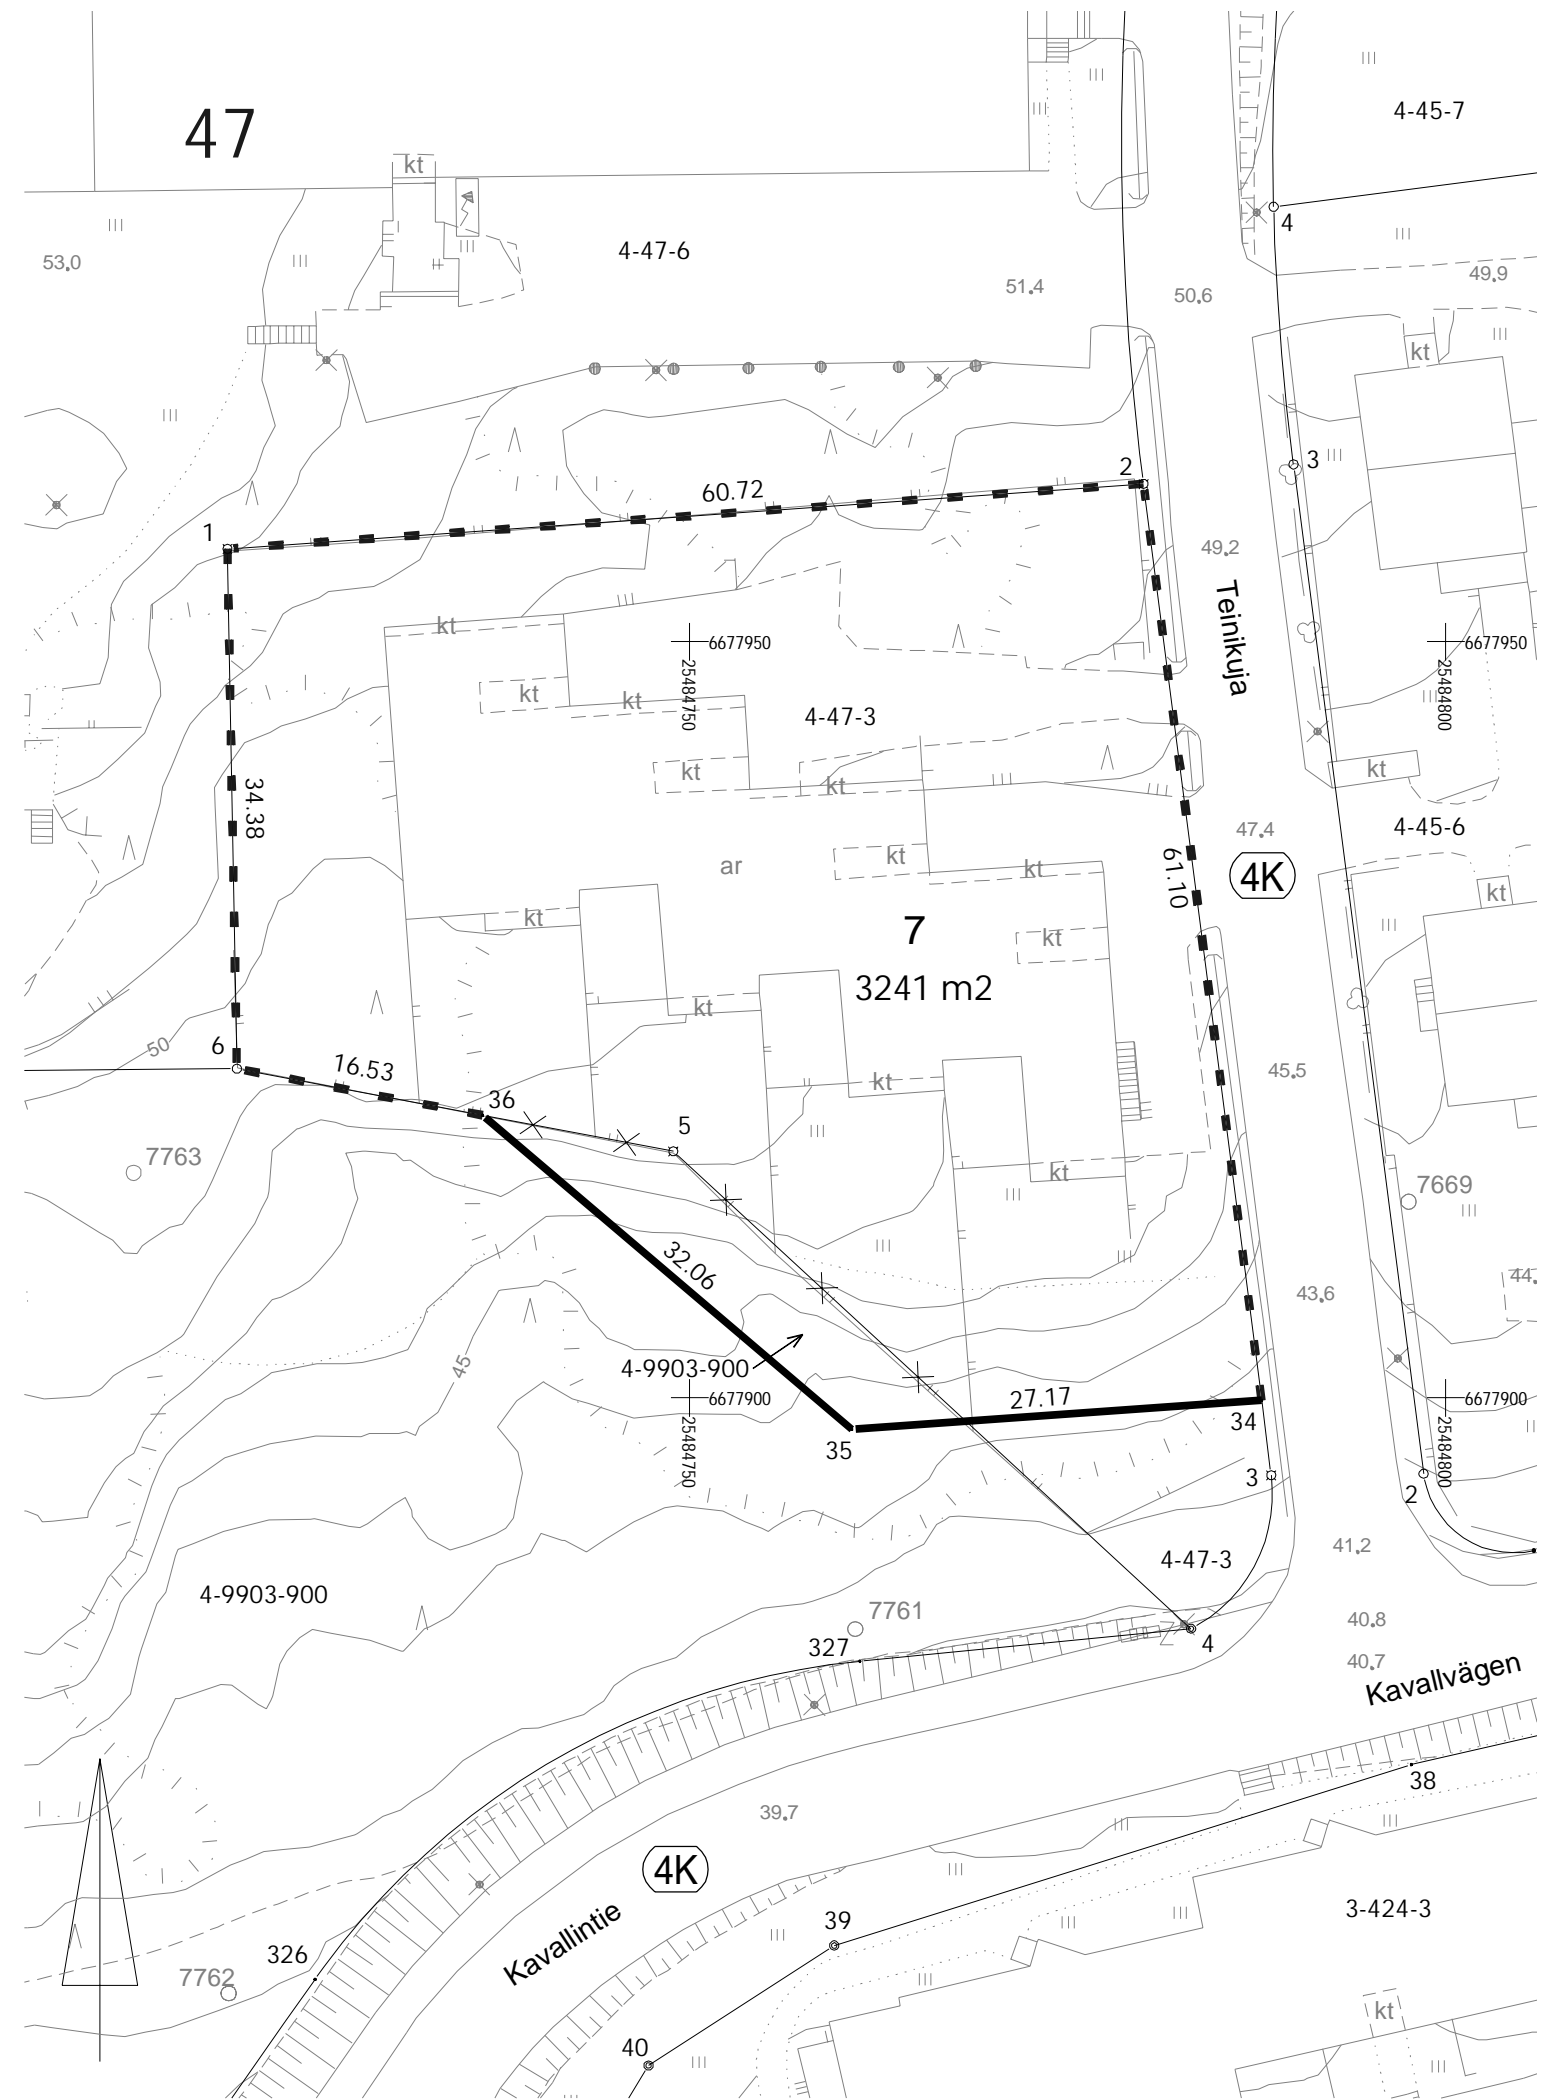 47
kt
4-45-7
4
4-47-6
53.0
51.4
50.6
49.9
kt
3
2
60.72
1
49.2
Teinikuja
kt
6677950
25484750
6677950
25484800
kt
kt
4-47-3
kt
kt
kt
34.38
47.4
4-45-6
ar
kt
kt
61.10
4K
kt
7
kt
kt
3241 m2
kt
50
6
16.53
36
kt
45.5
5
7763
kt
7669
32.06
43.6
44.
45
4-9903-900
6677900
25484750
27.17
34
6677900
25484800
35
3
2
4-47-3
41.2
4-9903-900
7761
40.8
327
4
40.7
Kavallvägen
38
39.7
4K
Kavallintie
39
3-424-3
326
7762
kt
40